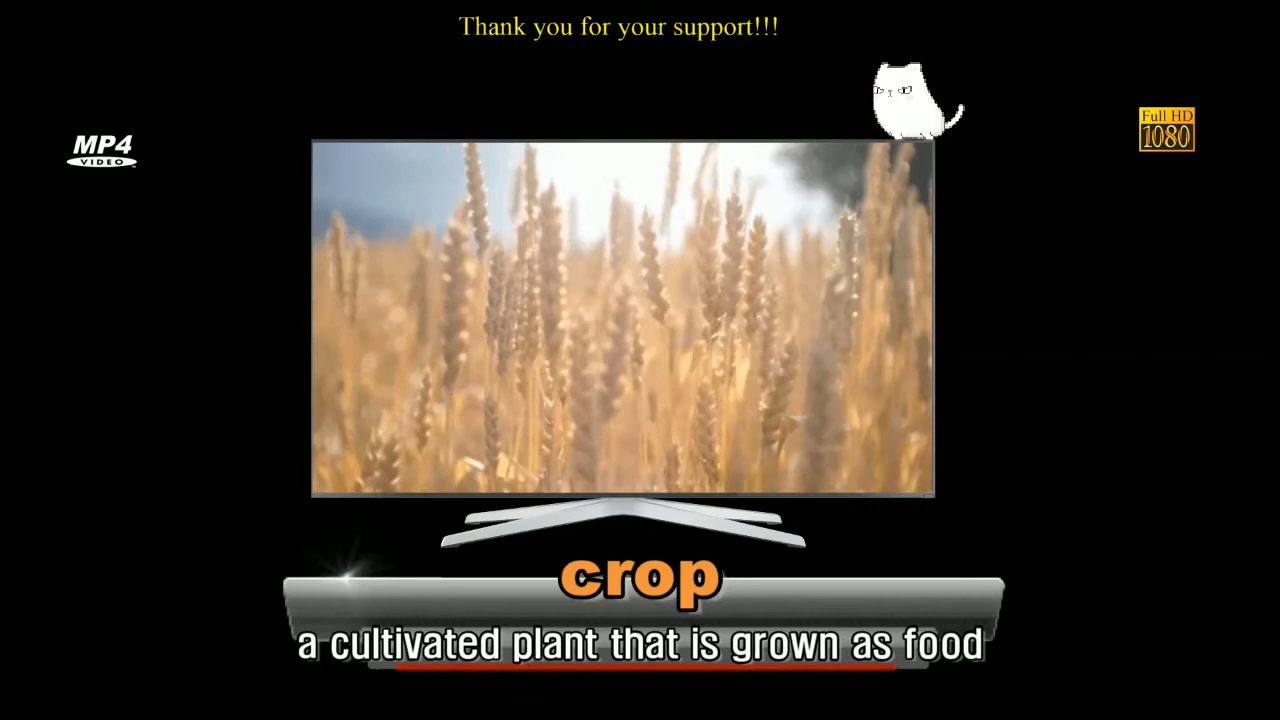 Thank you for your support!!!
MP4
VIDEO
Full HD
1080
crop
a cultivated plant that is grown as food